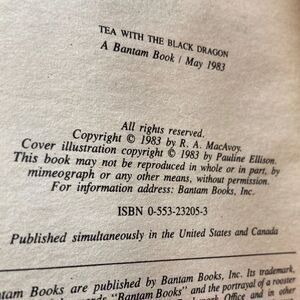 TEA WITH THE BLACK DRAGON
A Bantam Book / May 1983
All rights reserved.
Copyright © 1983 by R. A. MacAvoy.
Cover illustration copyright © 1983 by Pauline Ellison.
This book may not be reproduced in whole or in part, by
mimeograph or any other means, without permission.
For information address: Bantam Books, Inc.
ISBN 0-553-23205-3
Published simultaneously in the United States and Canada
Books are published by Bantam Books, Inc. Its trademark,
"Bantam Books" and the portrayal of a rooster
Office and in other